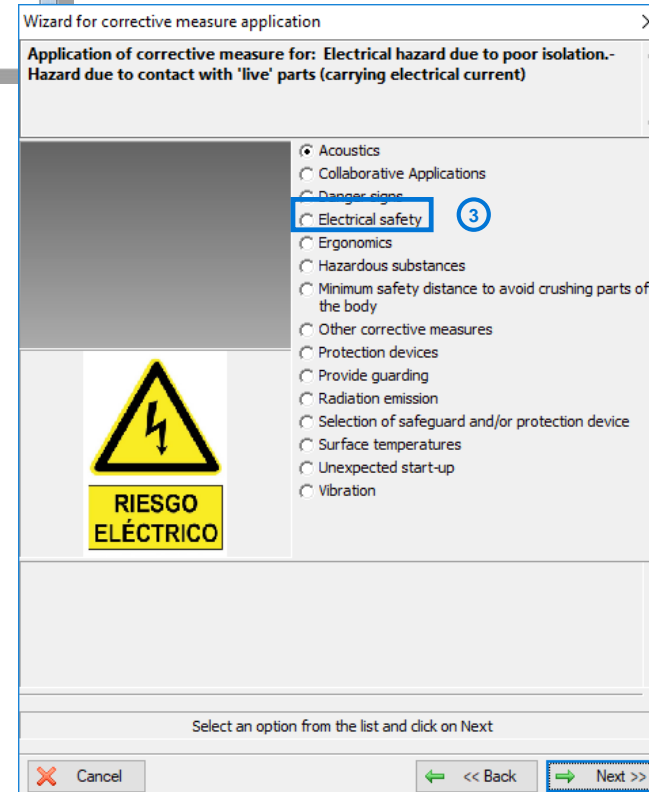 Wizard for corrective measure application
Application of corrective measure for: Electrical hazard due to poor isolation.-
Hazard due to contact with 'live' parts (carrying electrical current)
Acoustics
Collaborative Applications
Danger signs
Electrical safety
3
Ergonomics
Hazardous substances
Minimum safety distance to avoid crushing parts of
the body
Other corrective measures
Protection devices
Provide guarding
Radiation emission
Selection of safeguard and/or protection device
Surface temperatures
Unexpected start-up
Vibration
RIESGO
ELÉCTRICO
Select an option from the list and click on Next
Cancel
<< Back
Next >>